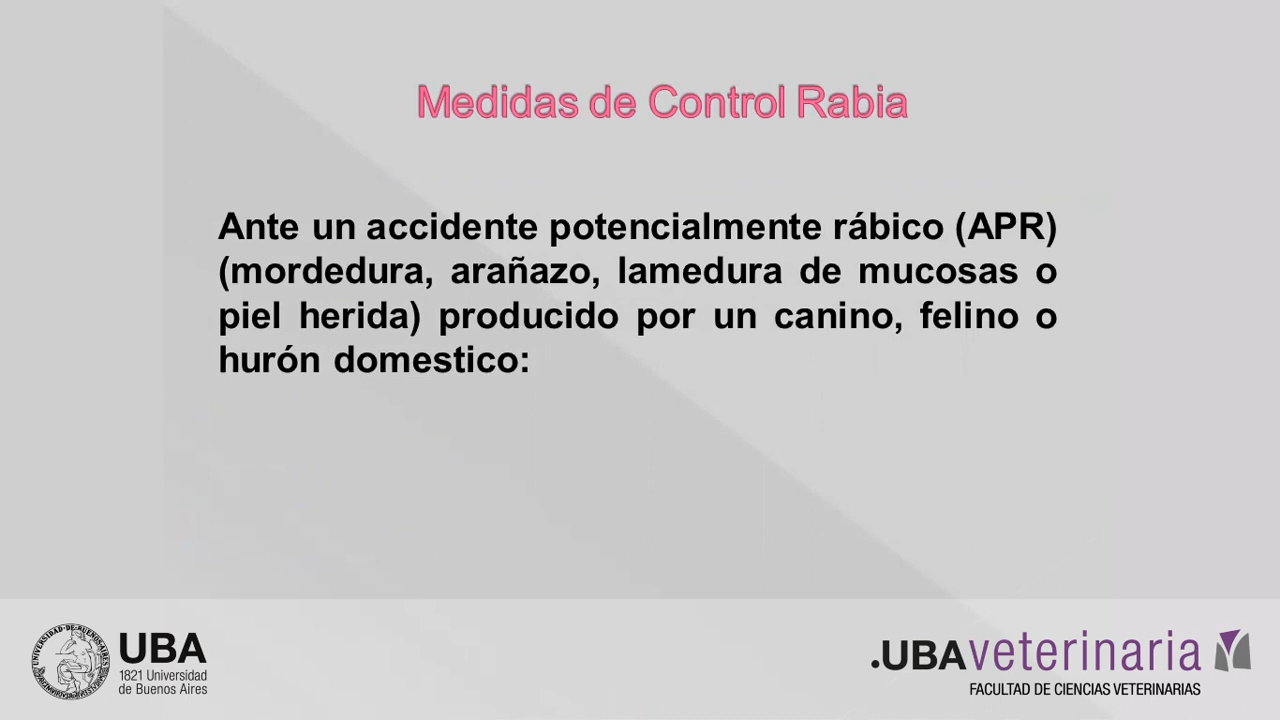 Medidas de Control Rabia
Ante un accidente potencialmente rábico (APR)
(mordedura, arañazo, lamedura de mucosas o
piel herida) producido por un canino, felino o
hurón domestico:
UBA
1821 Universidad
de Buenos Aires
.UBAveterinaria
FACULTAD DE CIENCIAS VETERINARIAS